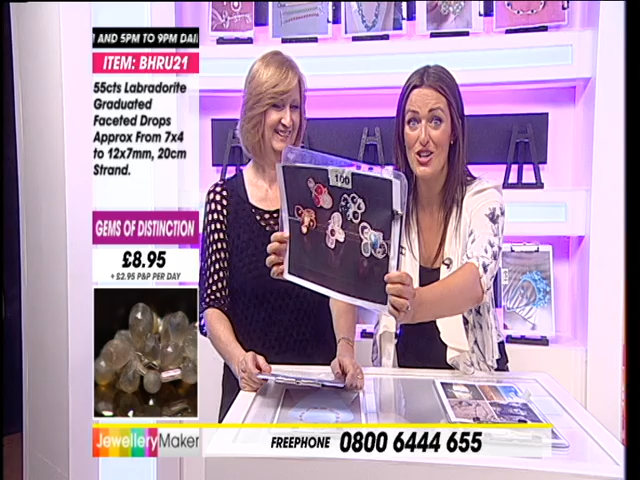 1 AND 5PM TO 9PM DAI
ITEM: BHRU21
55cts Labradorite
Graduated
Faceted Drops
Approx From 7x4
to 12x7mm, 20cm
Strand.
GEMS OF DISTINCTION
£8.95
+£2.95 P&P PER DAY
100
JewelleryMaker
FREEPHONE 0800 6444 655